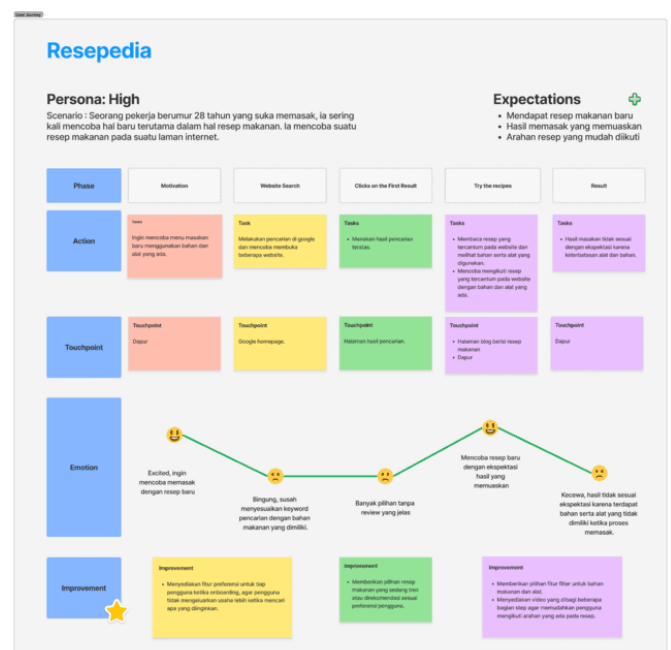 User Journey
Resepedia
Persona: High
Scenario : Seorang pekerja berumur 28 tahun yang suka memasak, ia sering
kali mencoba hal baru terutama dalam hal resep makanan. Ia mencoba suatu
resep makanan pada suatu laman internet.
Expectations
Mendapat resep makanan baru
Hasil memasak yang memuaskan
Arahan resep yang mudah diikuti
Phase
Motivation
Website Search
Clicks on the First Result
Try the recipes
Result
Action
Tasks
Ingin mencoba menu masakan
baru menggunakan bahan dan
alat yang ada.
Task
Melakukan pencarian di google
dan mencoba membuka
beberapa website.
Tasks
Menekan hasil pencarian
teratas.
Tasks
Membaca resep yang
tercantum pada website dan
melihat bahan serta alat yang
digunakan.
Mencoba mengikuti resep
yang tercantum pada website
dengan bahan dan alat yang
ada.
Tasks
Hasil masakan tidak sesuai
dengan ekspektasi karena
keterbatasan alat dan bahan.
Touchpoint
Touchpoint
Dapur
Touchpoint
Google homepage.
Touchpoint
Halaman hasil pencarian.
Touchpoint
Halaman blog berisi resep
makanan
Dapur
Touchpoint
Dapur
Emotion
Excited, ingin
mencoba memasak
dengan resep baru
Bingung, susah
menyesuaikan keyword
pencarian dengan bahan
makanan yang dimiliki.
Banyak pilihan tanpa
review yang jelas
Mencoba resep baru
dengan ekspektasi
hasil yang
memuaskan
Kecewa, hasil tidak sesuai
ekspektasi karena terdapat
bahan serta alat yang tidak
dimiliki ketika proses
memasak.
Improvement
Improvement
Menyediakan fitur preferensi untuk tiap
pengguna ketika onboarding, agar pengguna
tidak mengeluarkan usaha lebih ketika mencari
apa yang diinginkan.
Improvement
Memberikan pilihan resep
makanan yang sedang tren
atau direkomendasi sesuai
preferensi pengguna.
Improvement
Memberikan pilihan fitur filter untuk bahan
makanan dan alat.
Menyediakan video yang dibagi beberapa
bagian step agar memudahkan pengguna
mengikuti arahan yang ada pada resep.